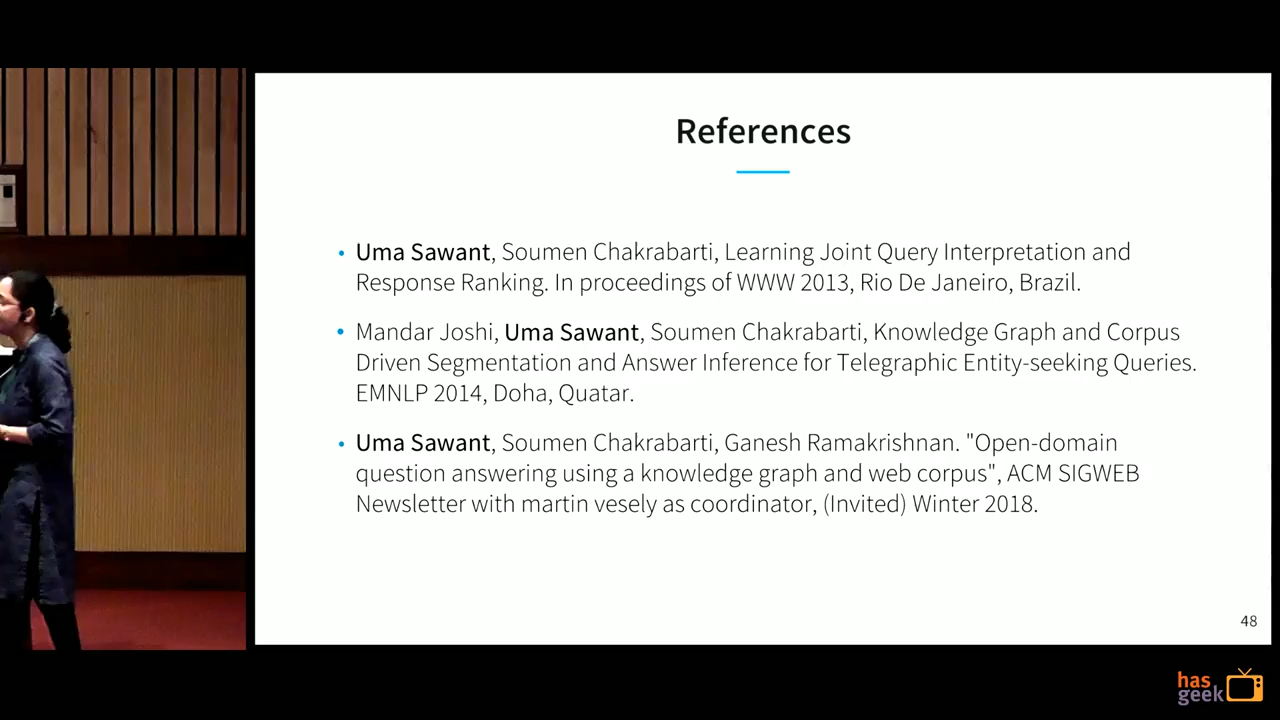 References
• Uma Sawant, Soumen Chakrabarti, Learning Joint Query Interpretation and
Response Ranking. In proceedings of WWW 2013, Rio De Janeiro, Brazil.
• Mandar Joshi, Uma Sawant, Soumen Chakrabarti, Knowledge Graph and Corpus
Driven Segmentation and Answer Inference for Telegraphic Entity-seeking Queries.
EMNLP 2014, Doha, Quatar.
• Uma Sawant, Soumen Chakrabarti, Ganesh Ramakrishnan. "Open-domain
question answering using a knowledge graph and web corpus", ACM SIGWEB
Newsletter with martin vesely as coordinator, (Invited) Winter 2018.
48
has
geek